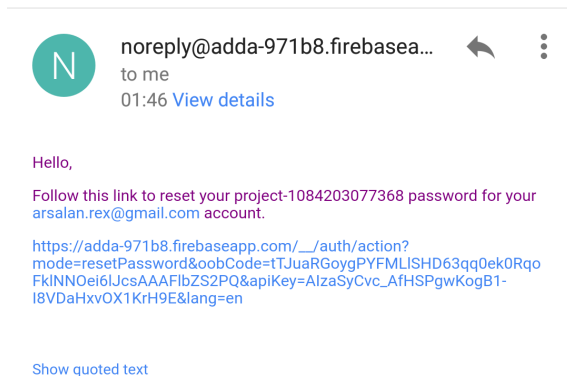 N
noreply@adda-971b8.firebasea...
to me
01:46 View details
Hello,
Follow this link to reset your project-1084203077368 password for your
arsalan.rex@gmail.com account.
https://adda-971b8.firebaseapp.com/__/auth/action?
mode=resetPassword&oobCode=tTJuaRGoygPYFMLlSHD63qq0ek0Rqo
FklNNOei6lJcsAAAFlbZS2PQ&apiKey=AIzaSyCvc_AfHSPgwKogB1-
I8VDaHxvOX1KrH9E&lang=en
Show quoted text